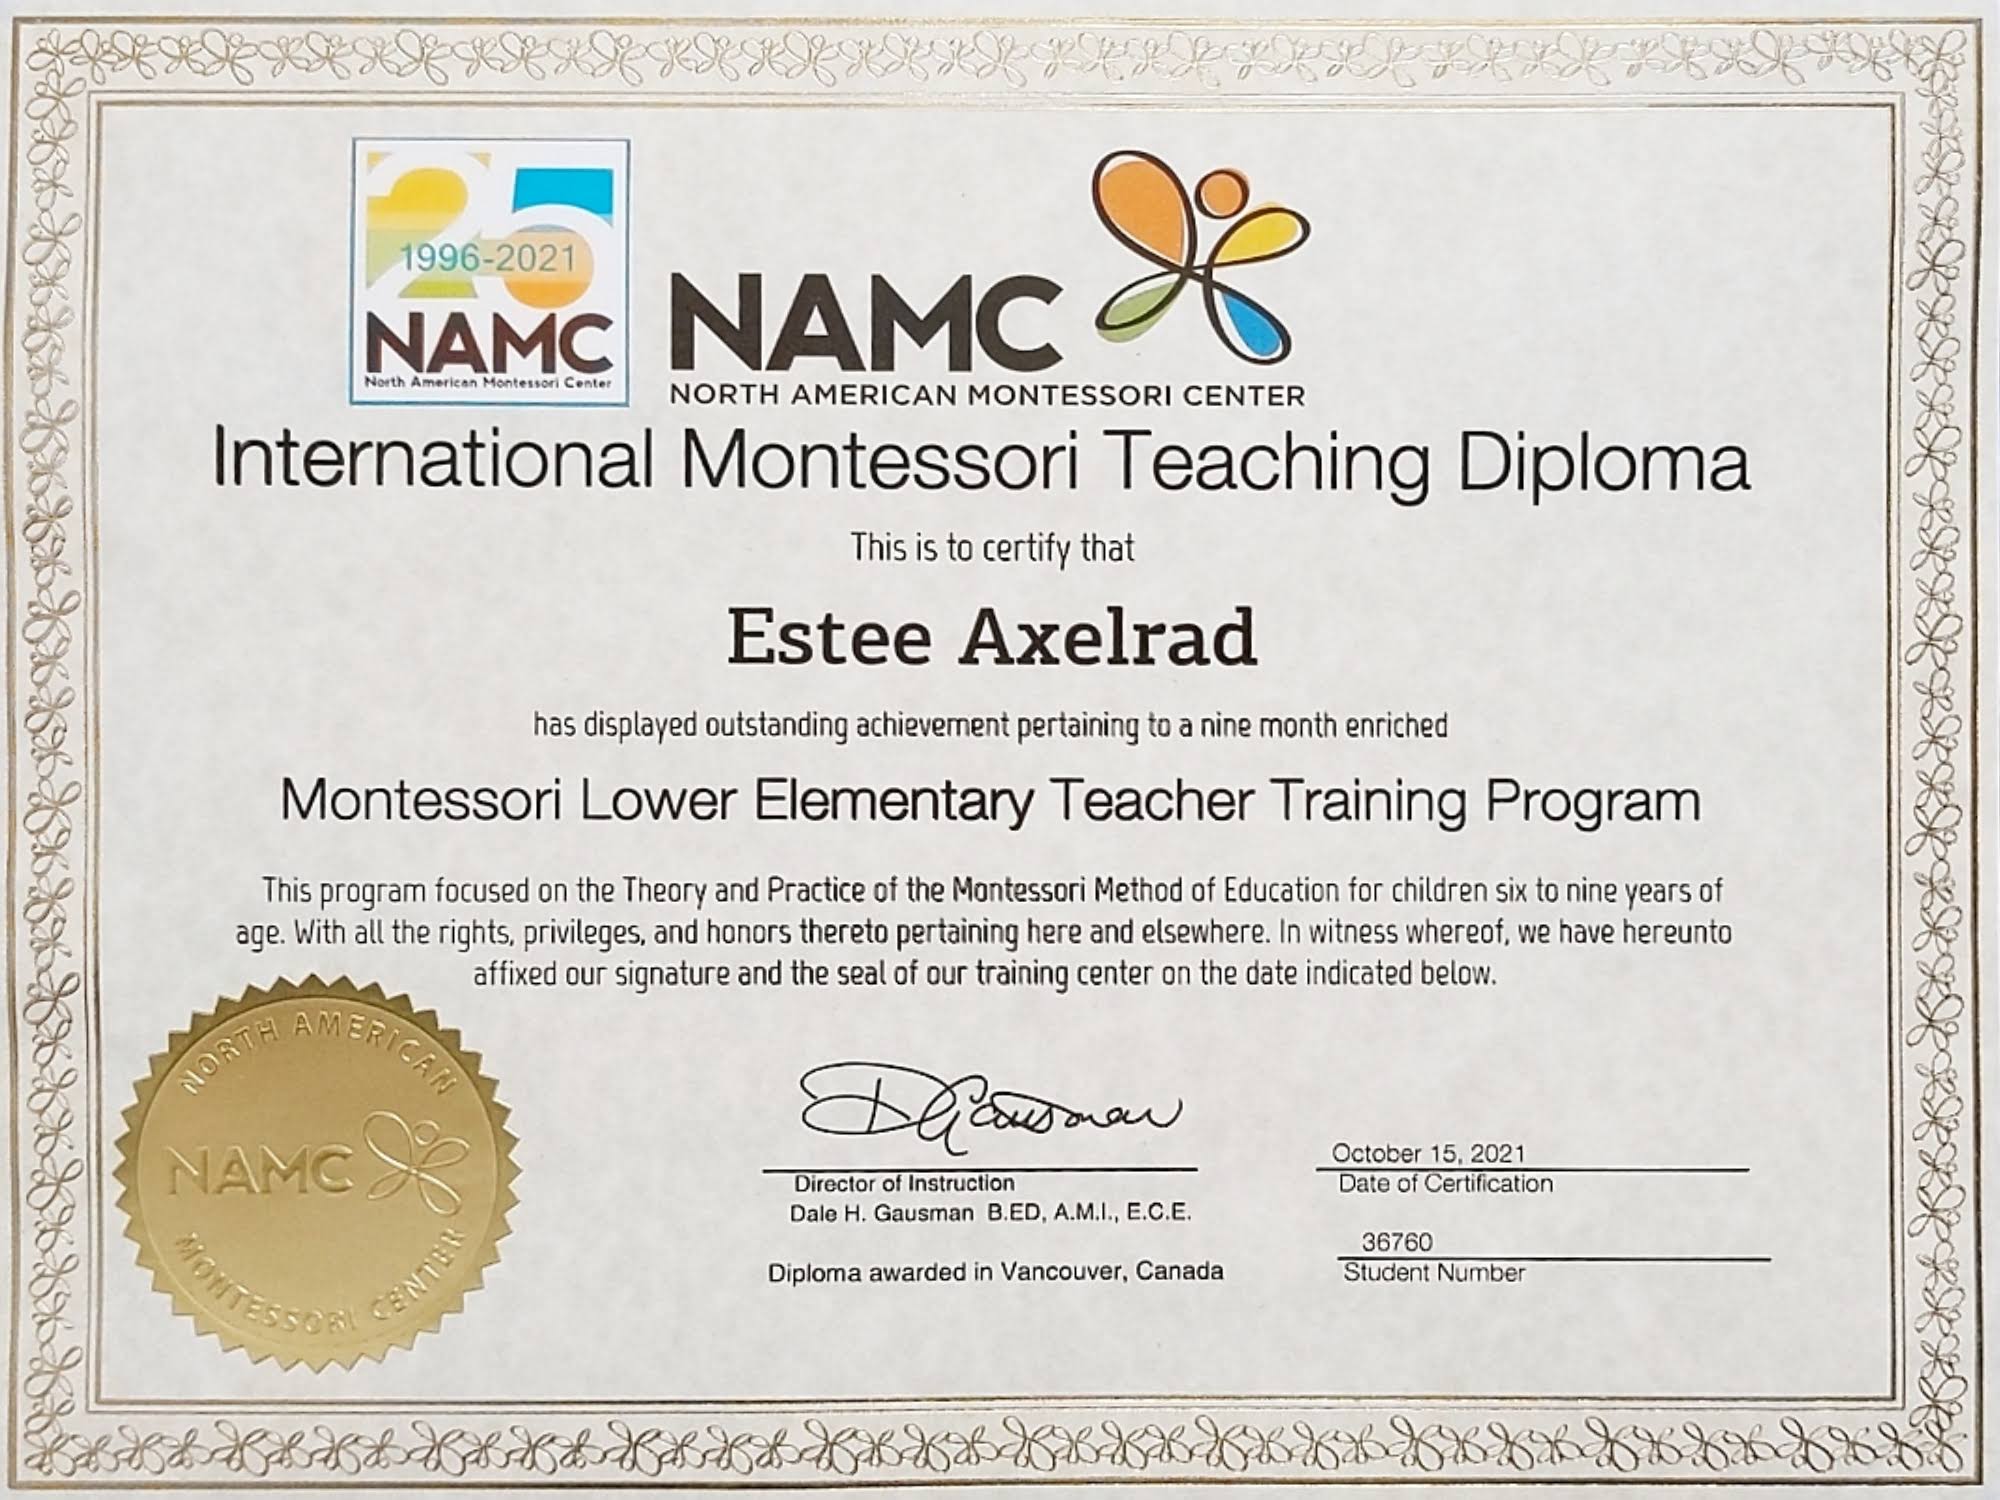 1996-2021
NAMC
North American Montessori Center
NAMC
NORTH AMERICAN MONTESSORI CENTER
International Montessori Teaching Diploma
This is to certify that
Estee Axelrad
has displayed outstanding achievement pertaining to a nine month enriched
Montessori Lower Elementary Teacher Training Program
This program focused on the Theory and Practice of the Montessori Method of Education for children six to nine years of
age. With all the rights, privileges, and honors thereto pertaining here and elsewhere. In witness whereof, we have hereunto
affixed our signature and the seal of our training center on the date indicated below.
NORTH AMERICAN
NAMC
MONTESSORI CENTER
DGausman
Director of Instruction
Dale H. Gausman B.ED, A.M.I., E.C.E.
Diploma awarded in Vancouver, Canada
October 15, 2021
Date of Certification
36760
Student Number